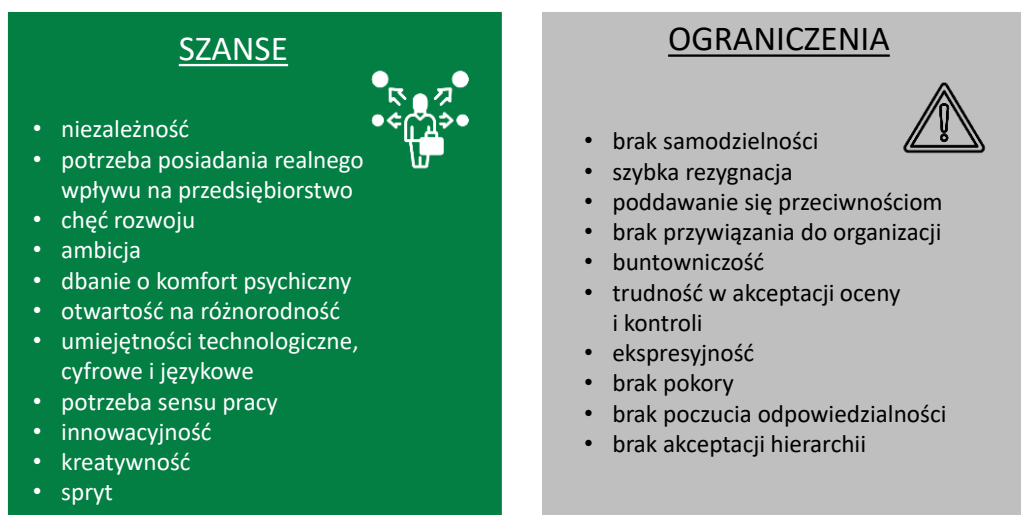 SZANSE
• niezależność
• potrzeba posiadania realnego
wpływu na przedsiębiorstwo
• chęć rozwoju
• ambicja
• dbanie o komfort psychiczny
• otwartość na różnorodność
• umiejętności technologiczne,
cyfrowe i językowe
• potrzeba sensu pracy
• innowacyjność
• kreatywność
• spryt
OGRANICZENIA
• brak samodzielności
• szybka rezygnacja
• poddawanie się przeciwnościom
• brak przywiązania do organizacji
• buntowniczość
• trudność w akceptacji oceny
i kontroli
• ekspresyjność
• brak pokory
• brak poczucia odpowiedzialności
• brak akceptacji hierarchii